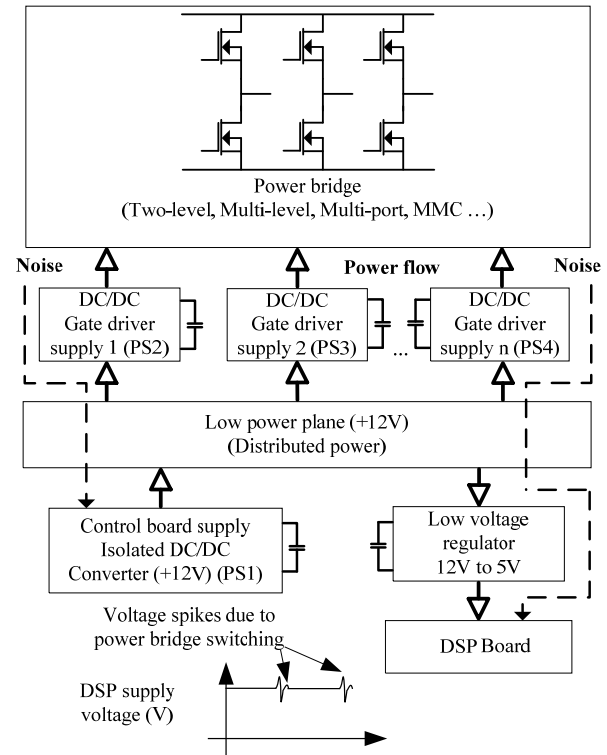 Power bridge
(Two-level, Multi-level, Multi-port, MMC …)
Noise
Power flow
Noise
DC/DC
Gate driver
supply 1 (PS2)
DC/DC
Gate driver
supply 2 (PS3)
...
DC/DC
Gate driver
supply n (PS4)
Low power plane (+12V)
(Distributed power)
Control board supply
Isolated DC/DC
Converter (+12V) (PS1)
Low voltage
regulator
12V to 5V
Voltage spikes due to
power bridge switching
DSP Board
DSP supply
voltage (V)